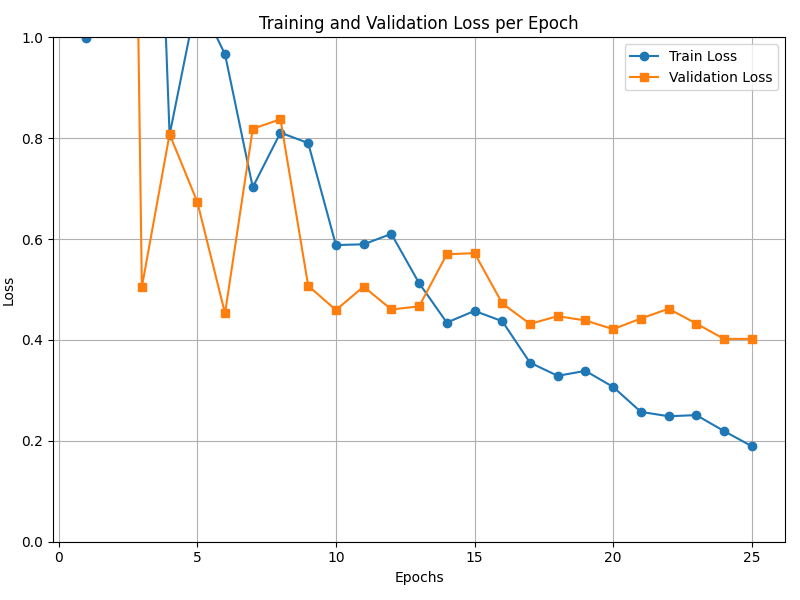 Training and Validation Loss per Epoch
Train Loss
Validation Loss
1.0
0.8
0.6
0.4
0.2
0.0
Loss
0 5 10 15 20 25
Epochs